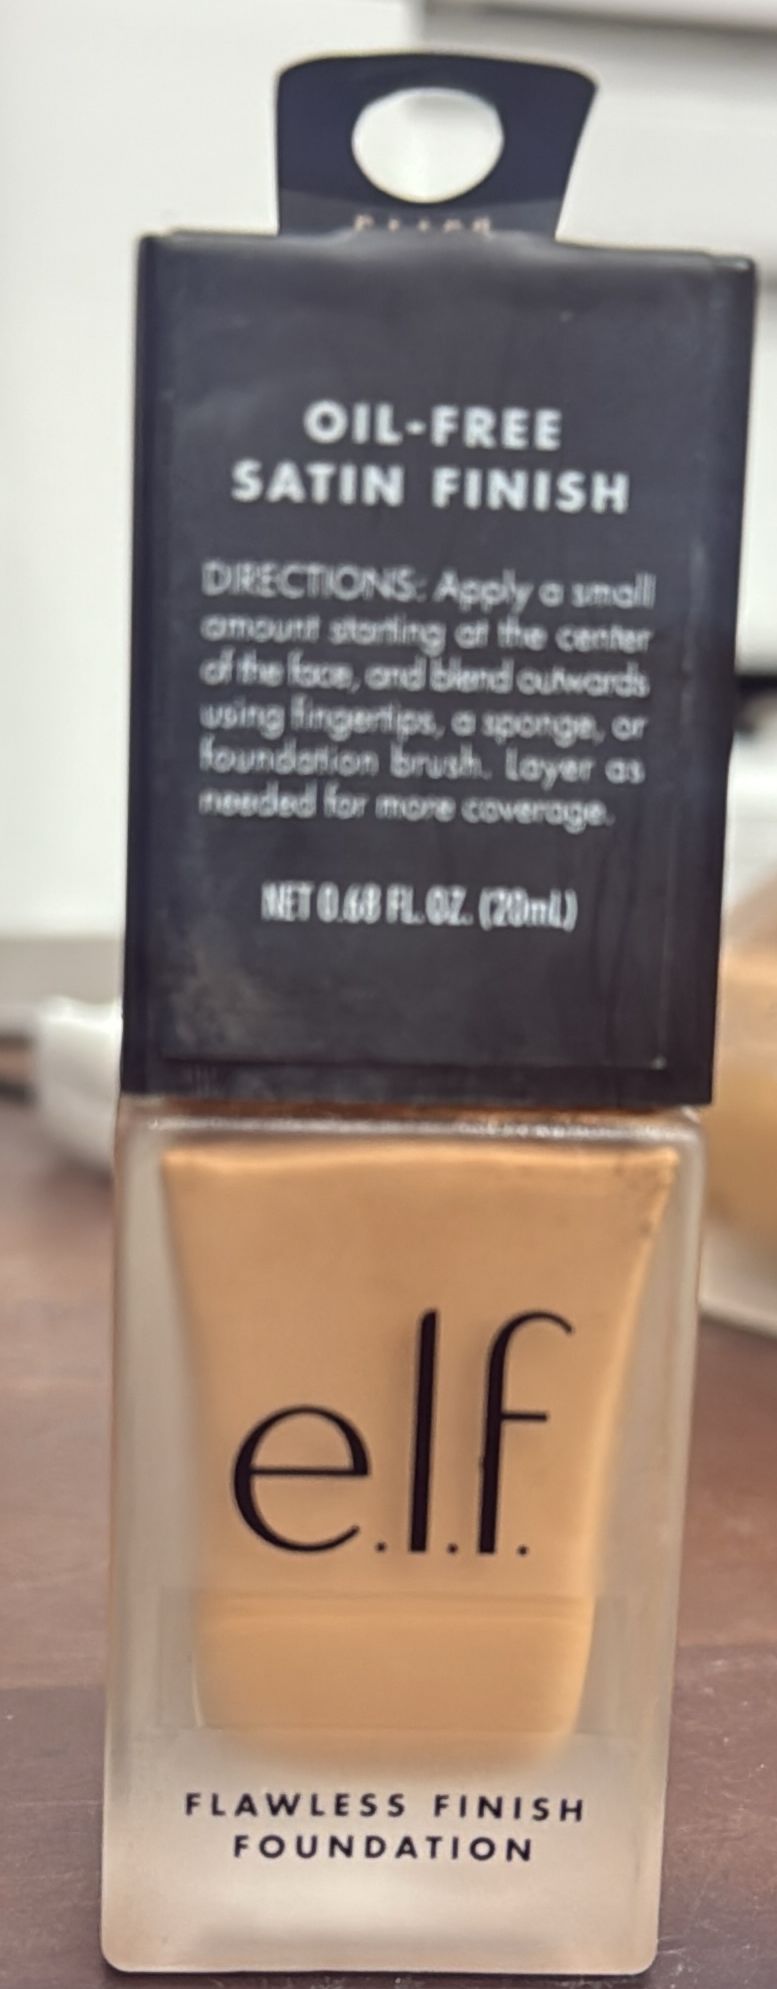 OIL-FREE
SATIN FINISH
DIRECTIONS: Apply a small
amount starting at the center
of the face, and blend outwards
using fingertips, a sponge, or
foundation brush. Layer as
needed for more coverage.
NET 0.68 FL. OZ. (20mL)
e.l.f.
FLAWLESS FINISH
FOUNDATION